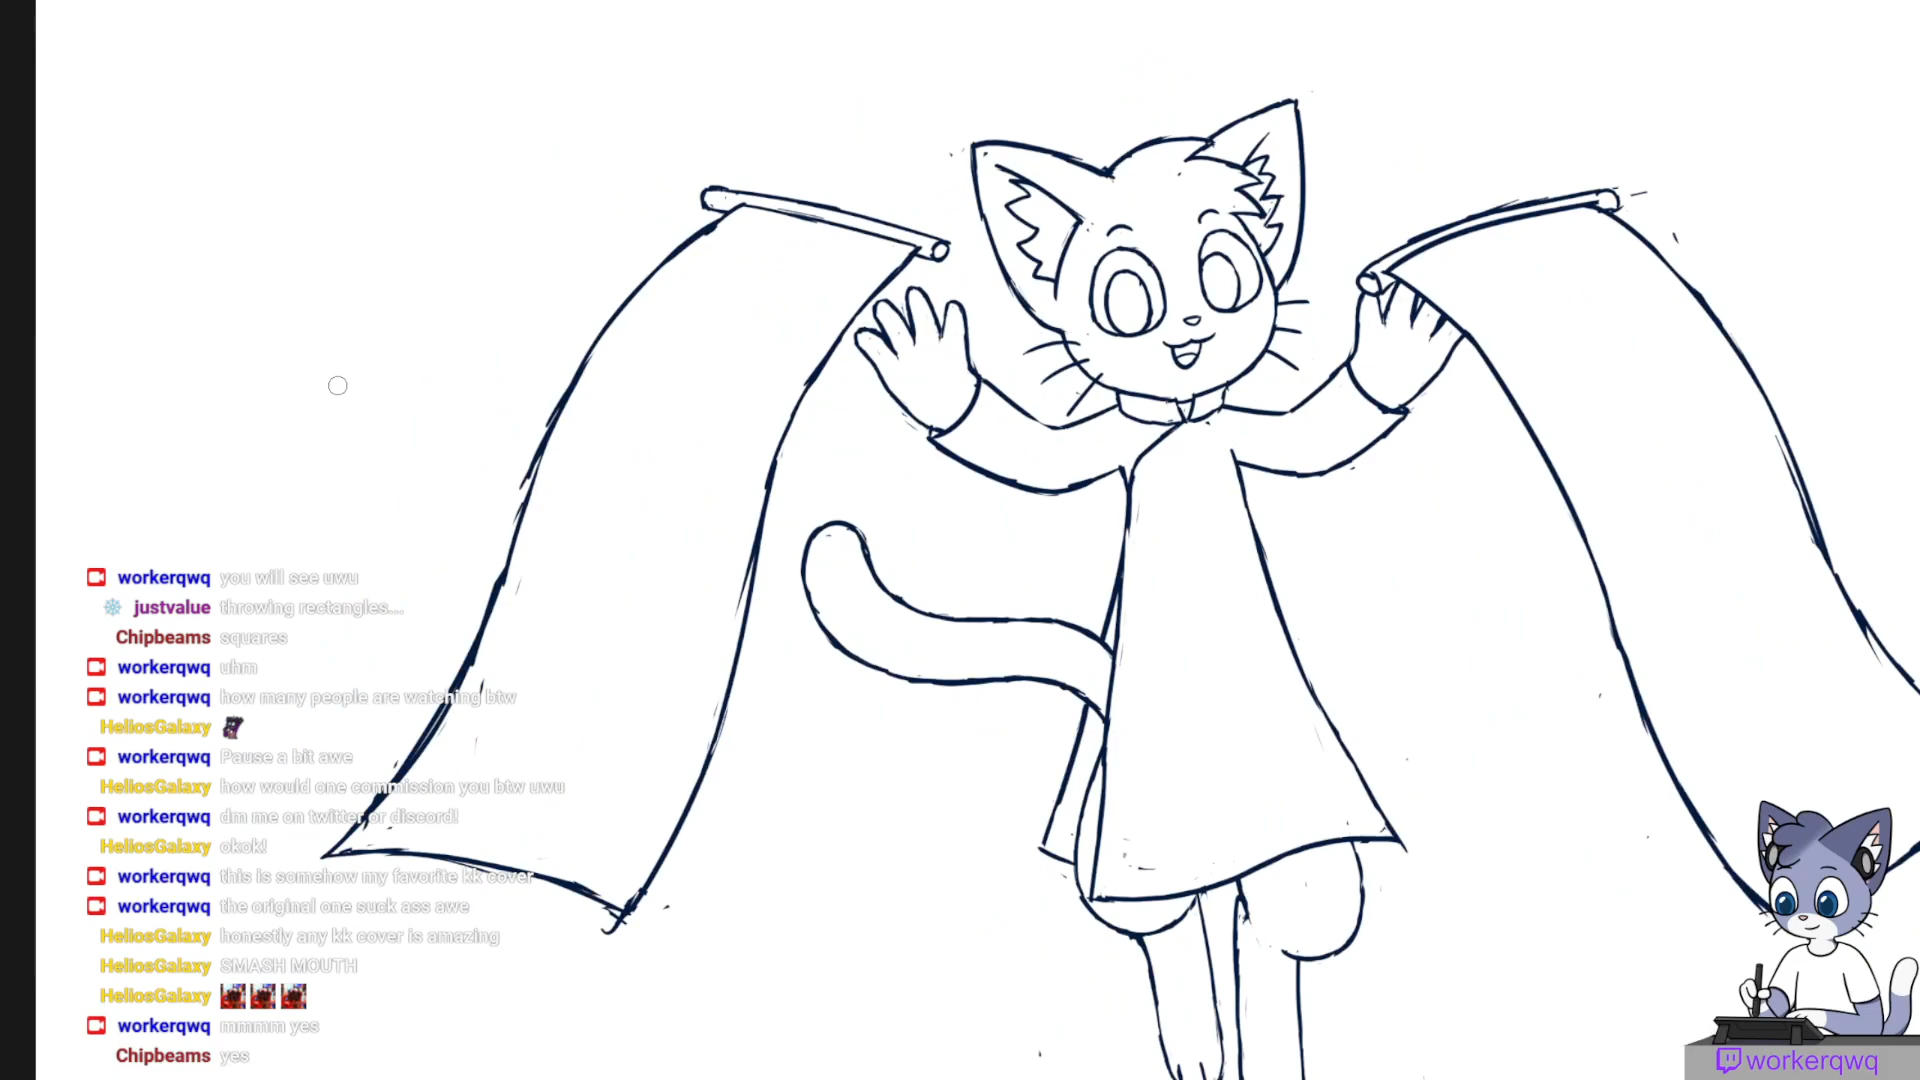 workerqwq you will see uwu
justvalue throwing rectangles...
Chipbeams squares
workerqwq uhm
workerqwq how many people are watching btw
HeliosGalaxy
workerqwq Pause a bit awe
HeliosGalaxy how would one commission you btw uwu
workerqwq dm me on twitter or discord!
HeliosGalaxy okok!
workerqwq this is somehow my favorite kk cover
workerqwq the original one suck ass awe
HeliosGalaxy honestly any kk cover is amazing
HeliosGalaxy SMASH MOUTH
HeliosGalaxy
workerqwq mmmm yes
Chipbeams yes
workerqwq